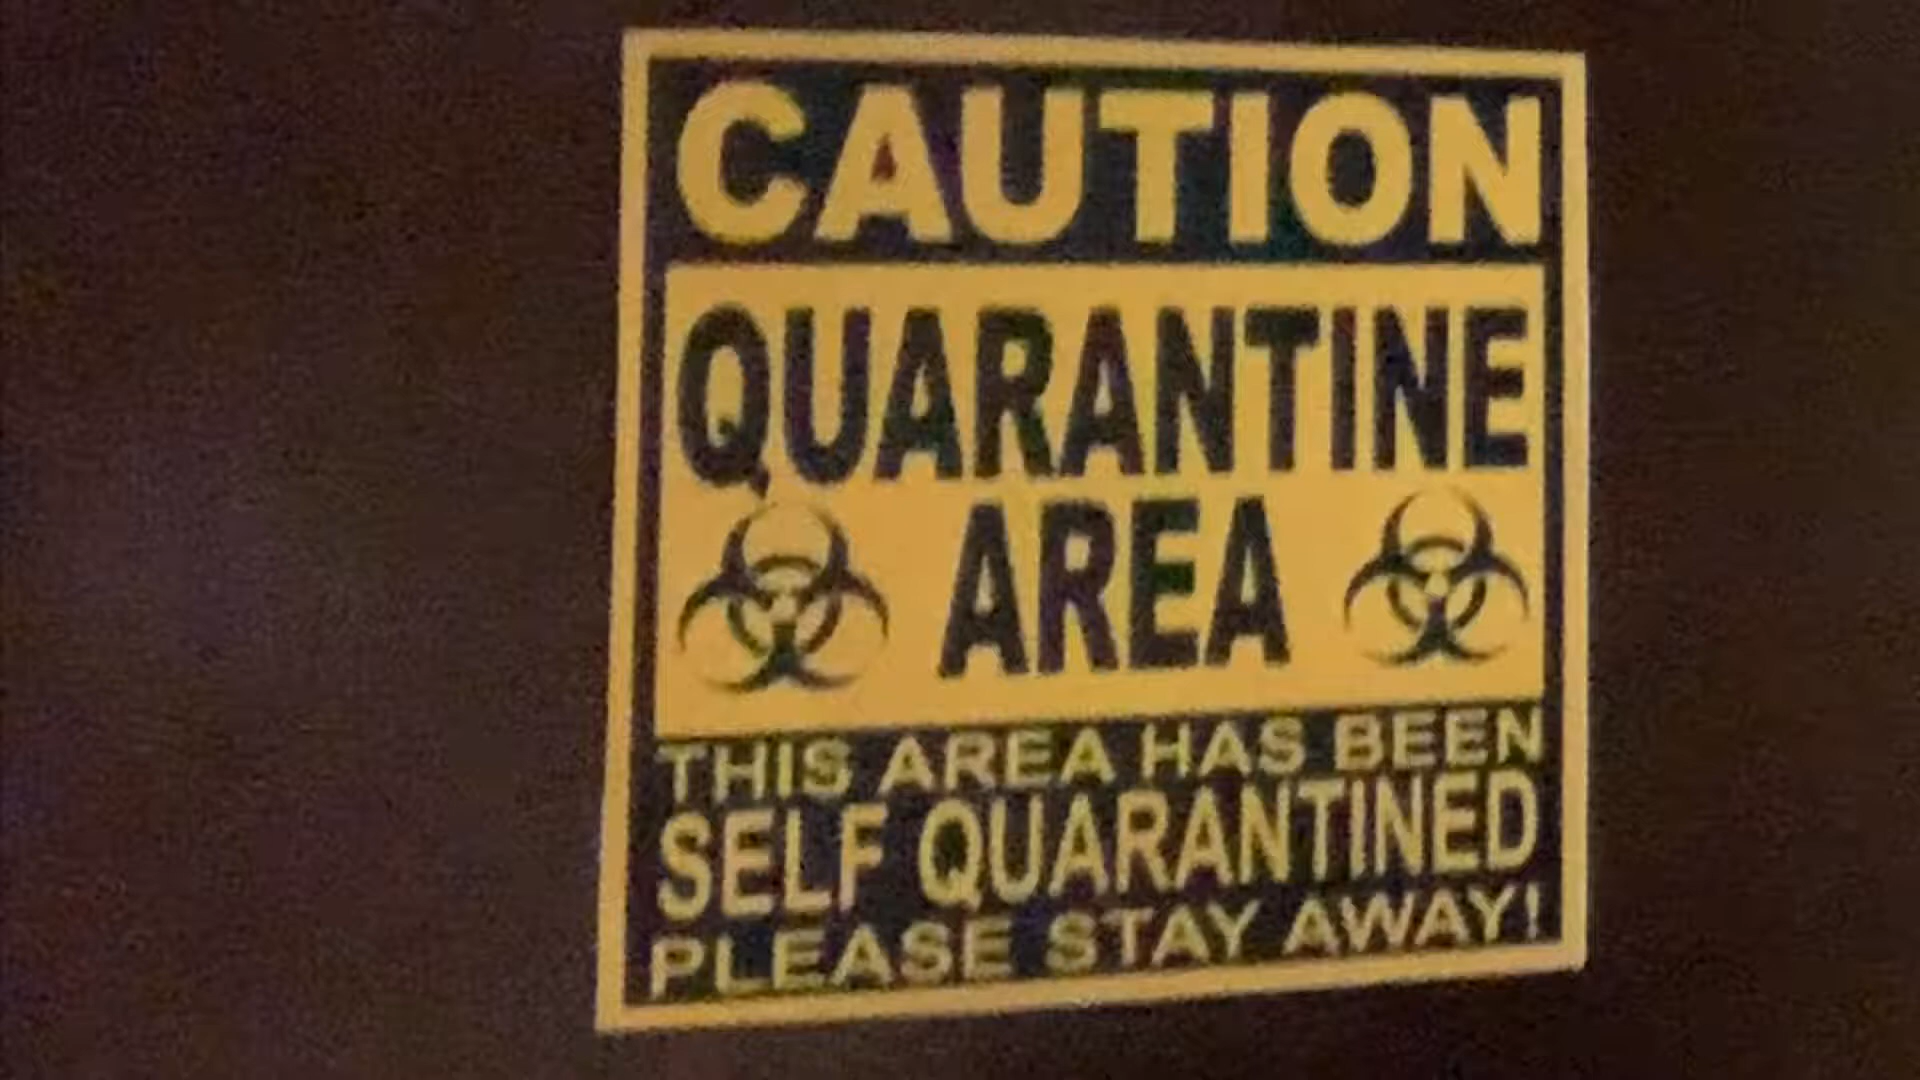 CAUTION
QUARANTINE
AREA
THIS AREA HAS BEEN
SELF QUARANTINED
PLEASE STAY AWAY!